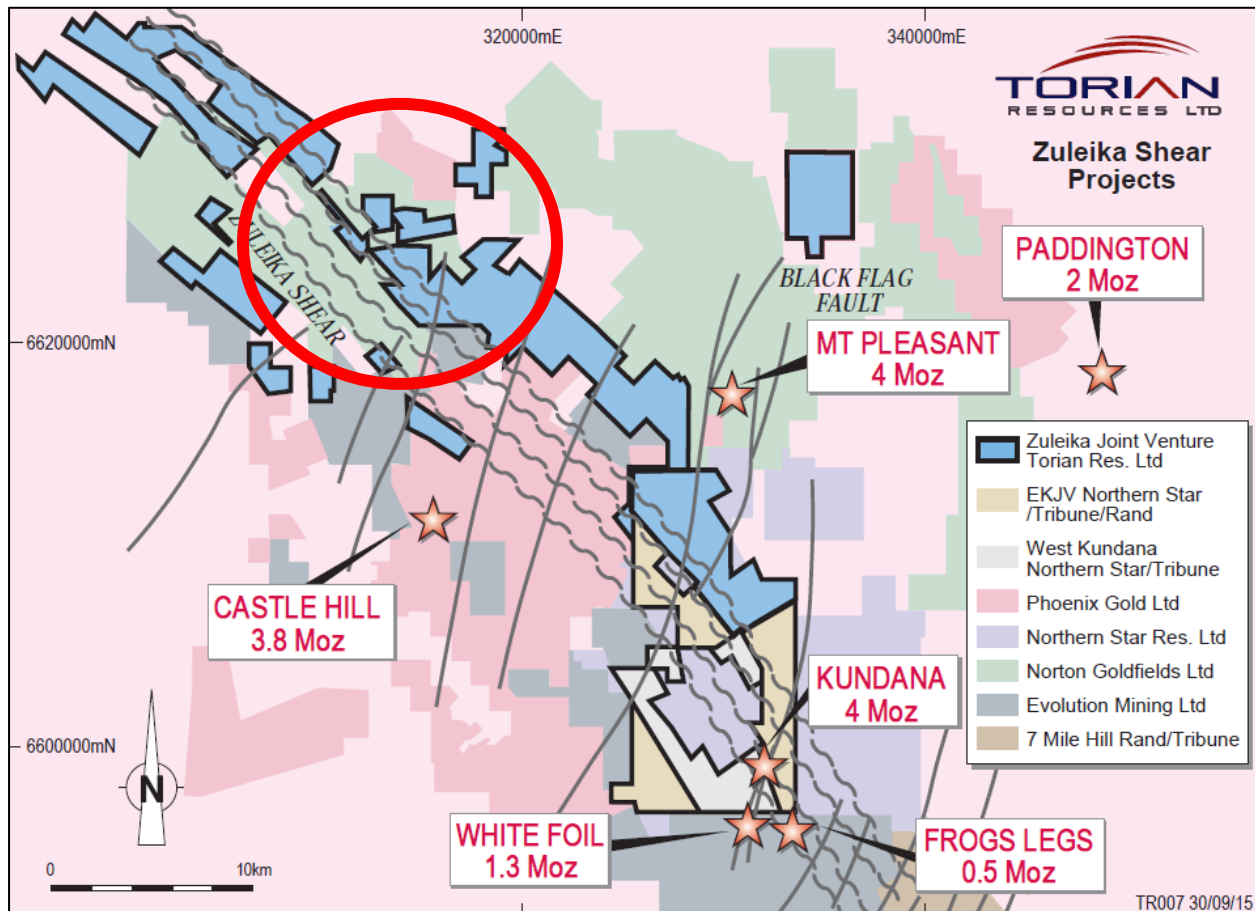 320000mE
340000mE
TORIAN
RESOURCES LTD
Zuleika Shear
Projects
PADDINGTON
2 Moz
ZULEIKA SHEAR
BLACK FLAG
FAULT
6620000mN
MT PLEASANT
4 Moz
Zuleika Joint Venture
Torian Res. Ltd
EKJV Northern Star
/Tribune/Rand
West Kundana
Northern Star/Tribune
Phoenix Gold Ltd
Northern Star Res. Ltd
Norton Goldfields Ltd
Evolution Mining Ltd
7 Mile Hill Rand/Tribune
CASTLE HILL
3.8 Moz
KUNDANA
4 Moz
6600000mN
N
WHITE FOIL
1.3 Moz
FROGS LEGS
0.5 Moz
0 10km
TR007 30/09/15